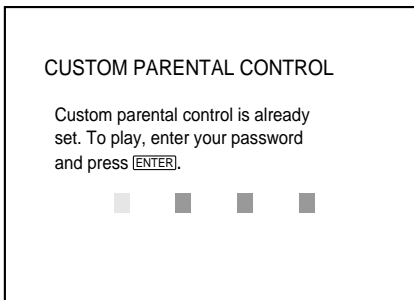 CUSTOM PARENTAL CONTROL
Custom parental control is already
set. To play, enter your password
and press ENTER.